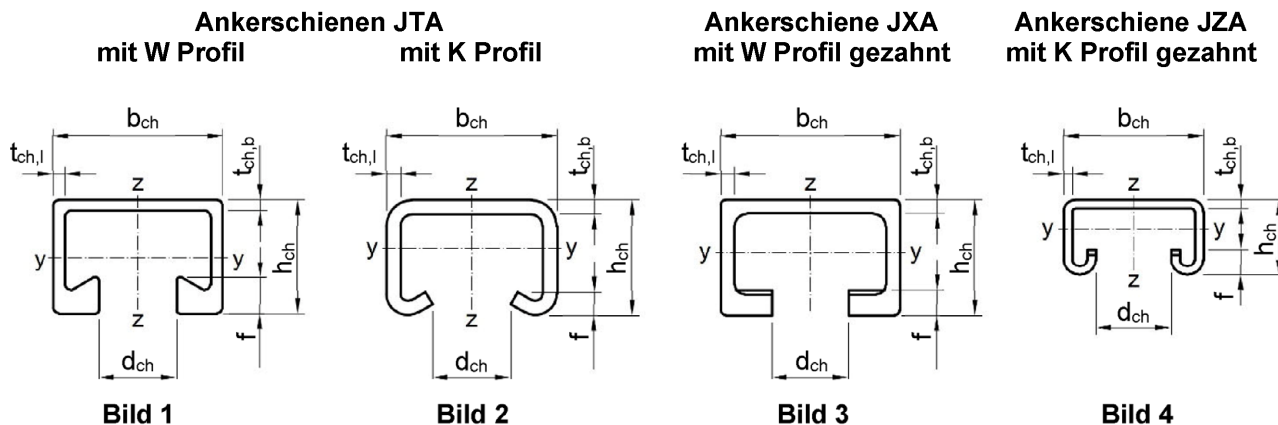 Ankerschienen JTA
mit W Profil
mit K Profil
Ankerschiene JXA
mit W Profil gezahnt
Ankerschiene JZA
mit K Profil gezahnt
bch
tch,l
tch,b
z
y
y
hch
z
f
dch
Bild 1
bch
tch,l
tch,b
z
y
y
hch
z
f
dch
Bild 2
bch
tch,l
tch,b
z
y
y
hch
z
f
dch
Bild 3
bch
tch,l
tch,b
z
y
y
hch
z
f
dch
Bild 4